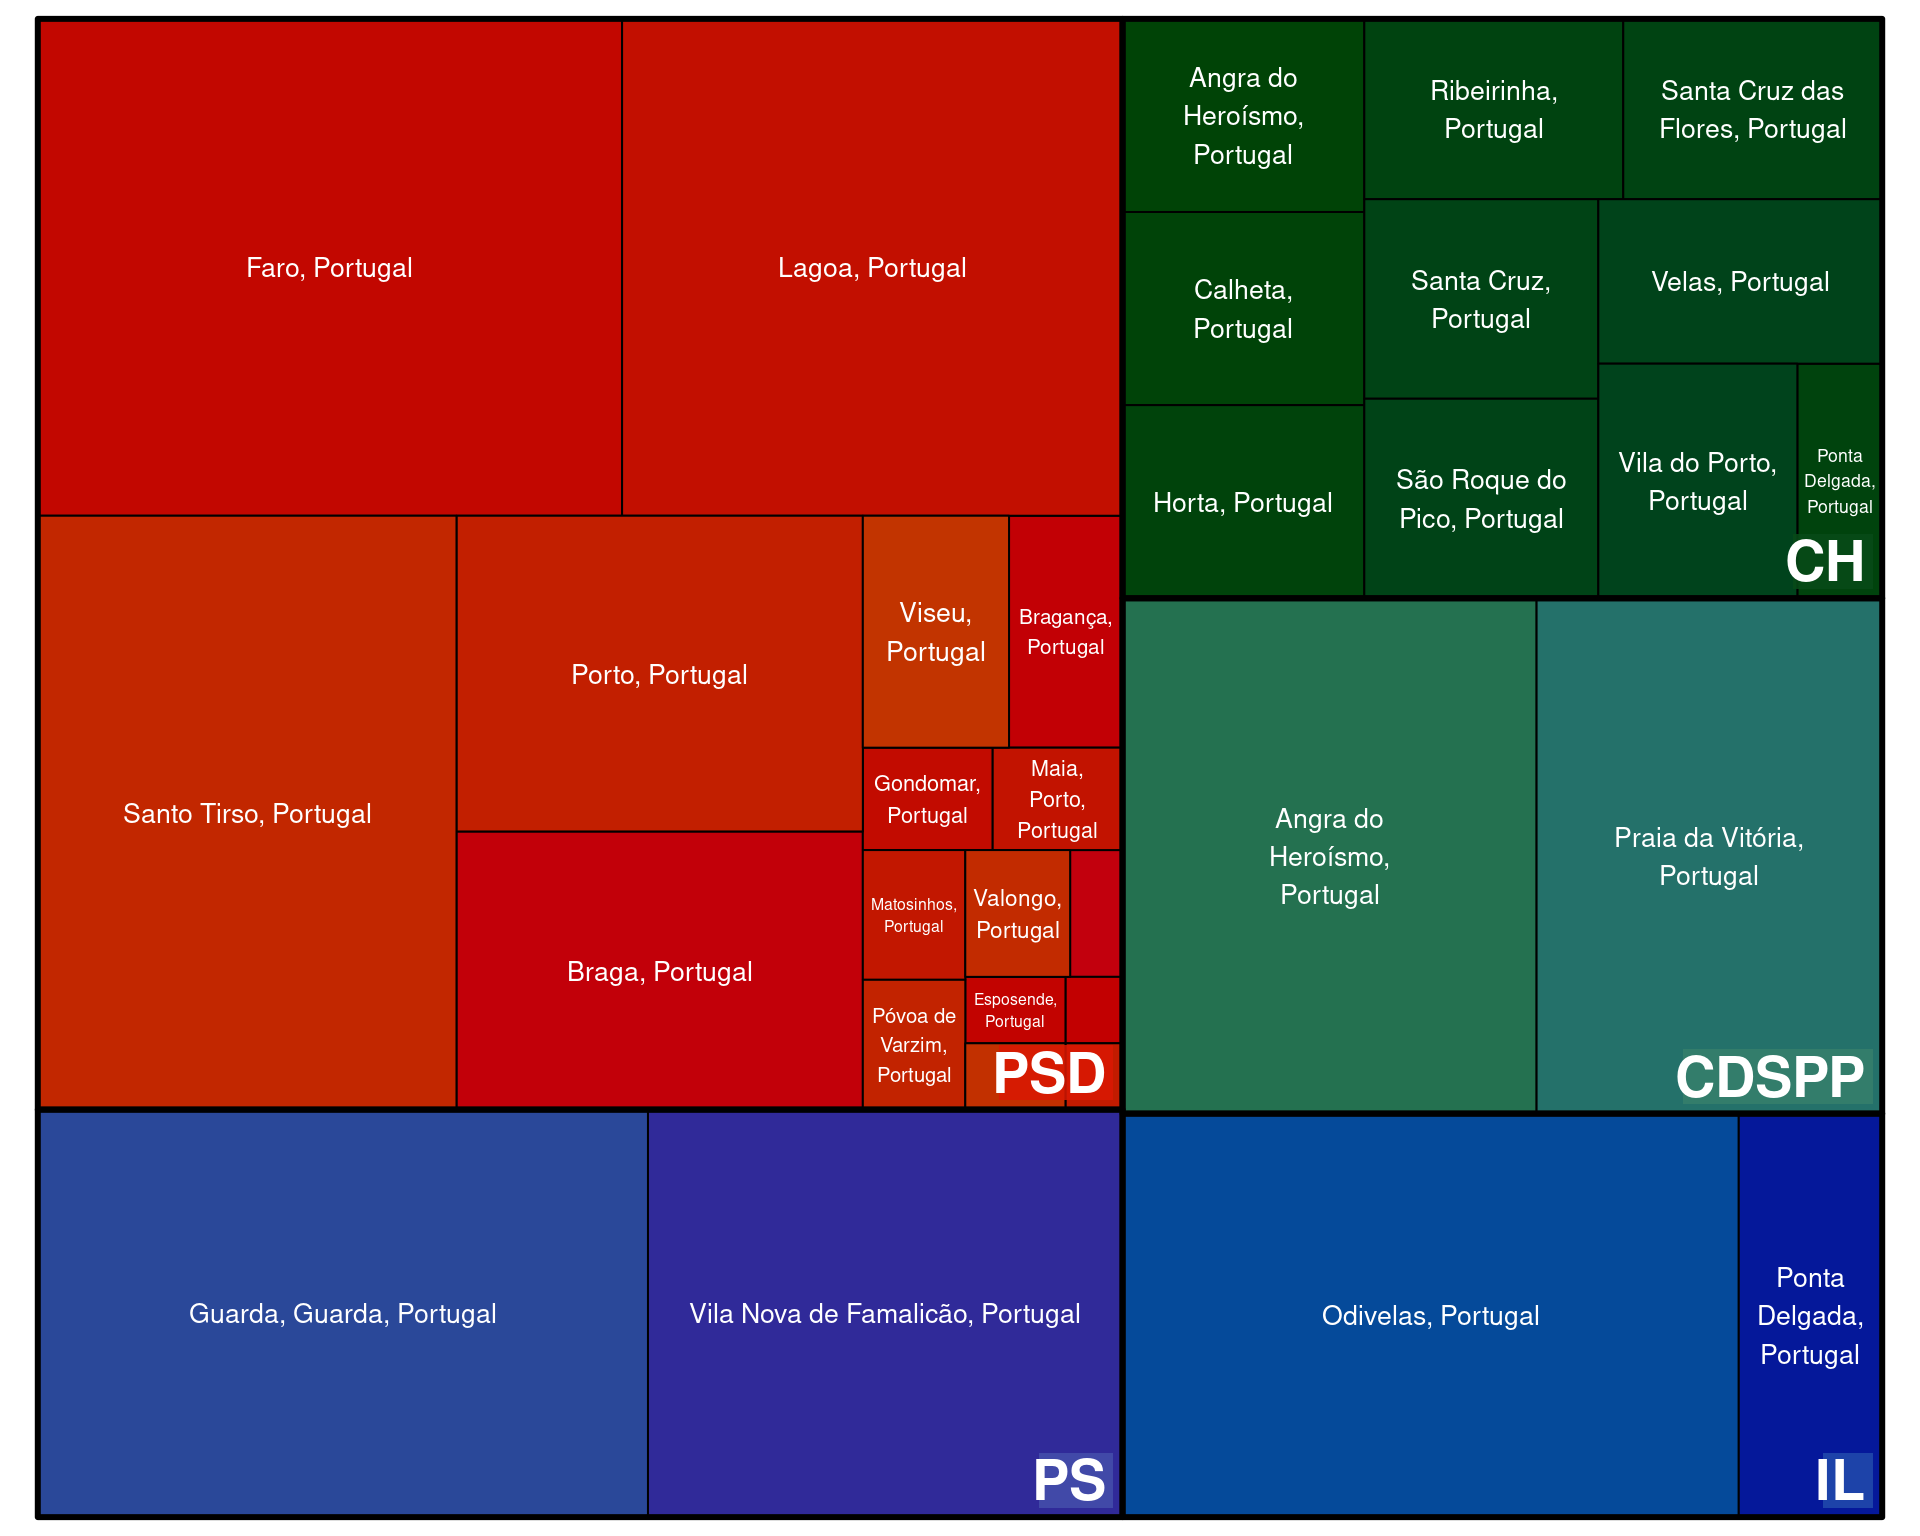 Faro, Portugal
Lagoa, Portugal
Santo Tirso, Portugal
Porto, Portugal
Braga, Portugal
Viseu,
Portugal
Bragança,
Portugal
Gondomar,
Portugal
Maia,
Porto,
Portugal
Matosinhos,
Portugal
Valongo,
Portugal
Póvoa de
Varzim,
Portugal
Esposende,
Portugal
PSD
Guarda, Guarda, Portugal
Vila Nova de Famalicão, Portugal
PS
Angra do
Heroísmo,
Portugal
Calheta,
Portugal
Horta, Portugal
Ribeirinha,
Portugal
Santa Cruz das
Flores, Portugal
Santa Cruz,
Portugal
Velas, Portugal
São Roque do
Pico, Portugal
Vila do Porto,
Portugal
Ponta
Delgada,
Portugal
CH
Angra do
Heroísmo,
Portugal
Praia da Vitória,
Portugal
CDSPP
Odivelas, Portugal
Ponta
Delgada,
Portugal
IL